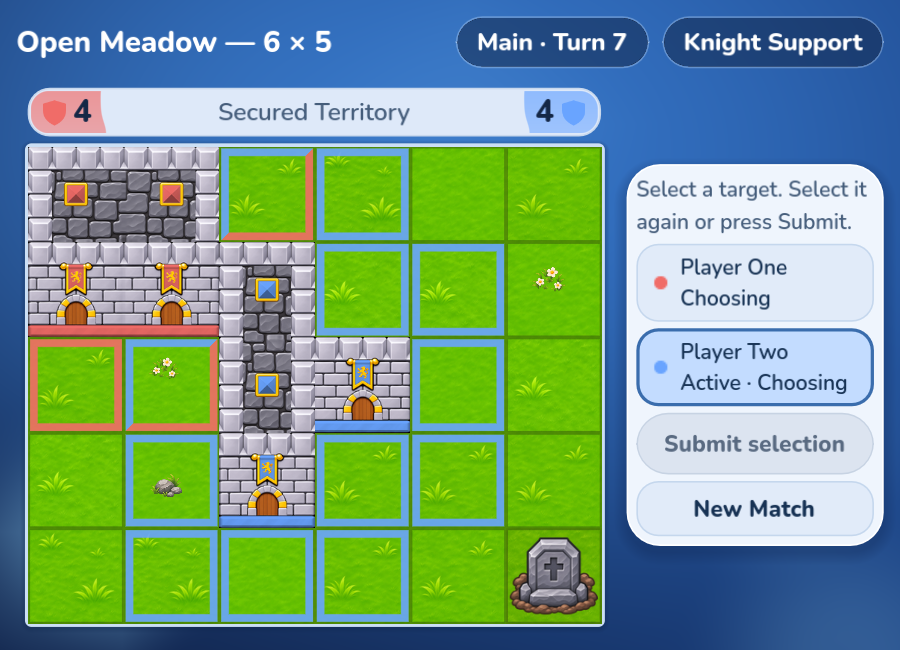 Open Meadow — 6 × 5
Main · Turn 7
Knight Support
4
Secured Territory
4
Select a target. Select it
again or press Submit.
Player One
Choosing
Player Two
Active · Choosing
Submit selection
New Match